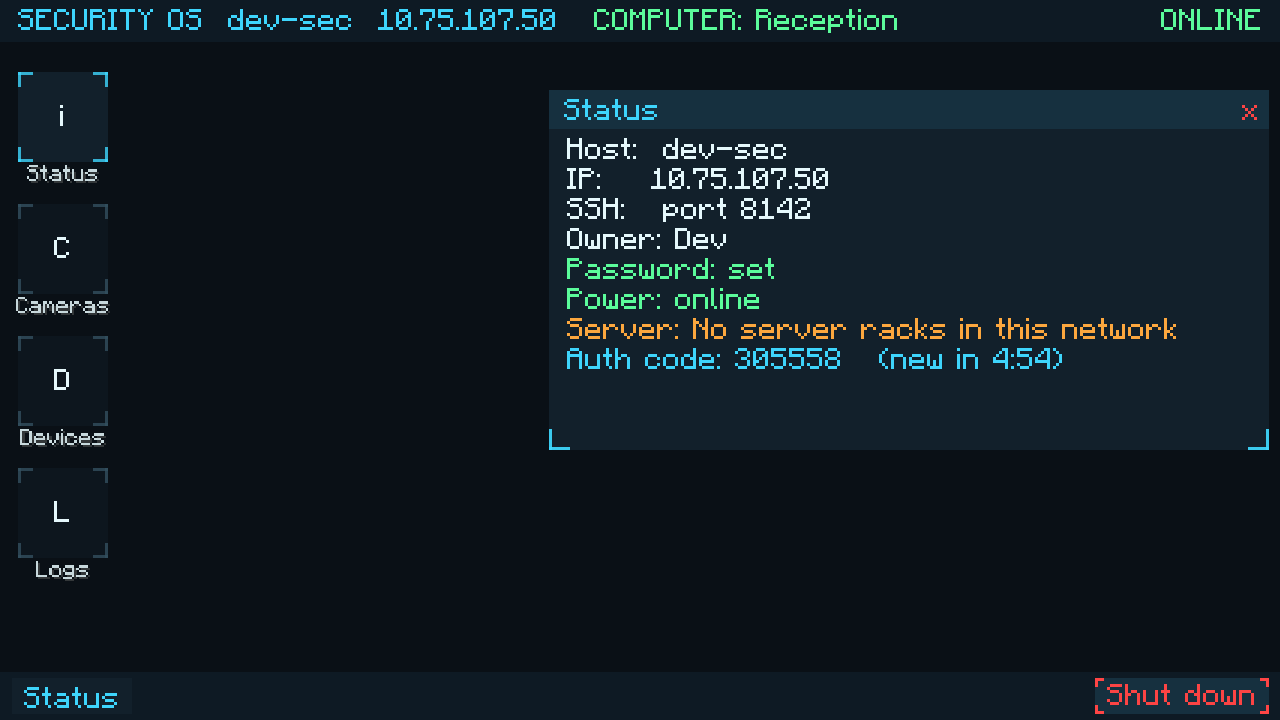 SECURITY OS dev-sec 10.75.107.50 COMPUTER: Reception ONLINE
i
Status
C
Cameras
D
Devices
L
Logs
Status x
Host: dev-sec
IP: 10.75.107.50
SSH: port 8142
Owner: Dev
Password: set
Power: online
Server: No server racks in this network
Auth code: 305558 (new in 4:54)
Status Shut down